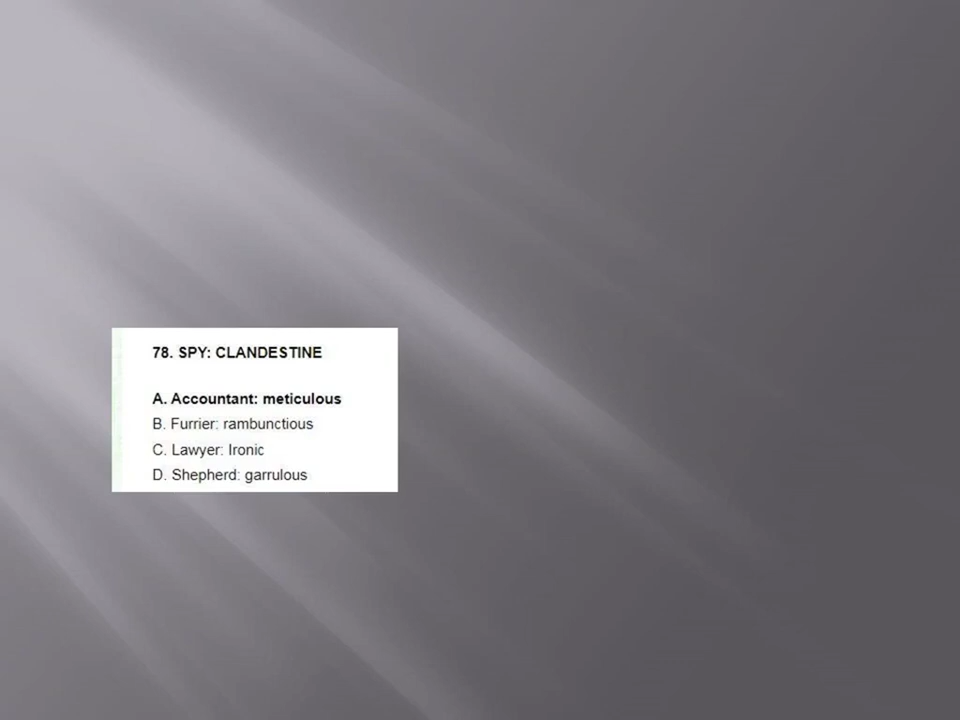 78. SPY: CLANDESTINE
A. Accountant: meticulous
B. Furrier: rambunctious
C. Lawyer: Ironic
D. Shepherd: garrulous